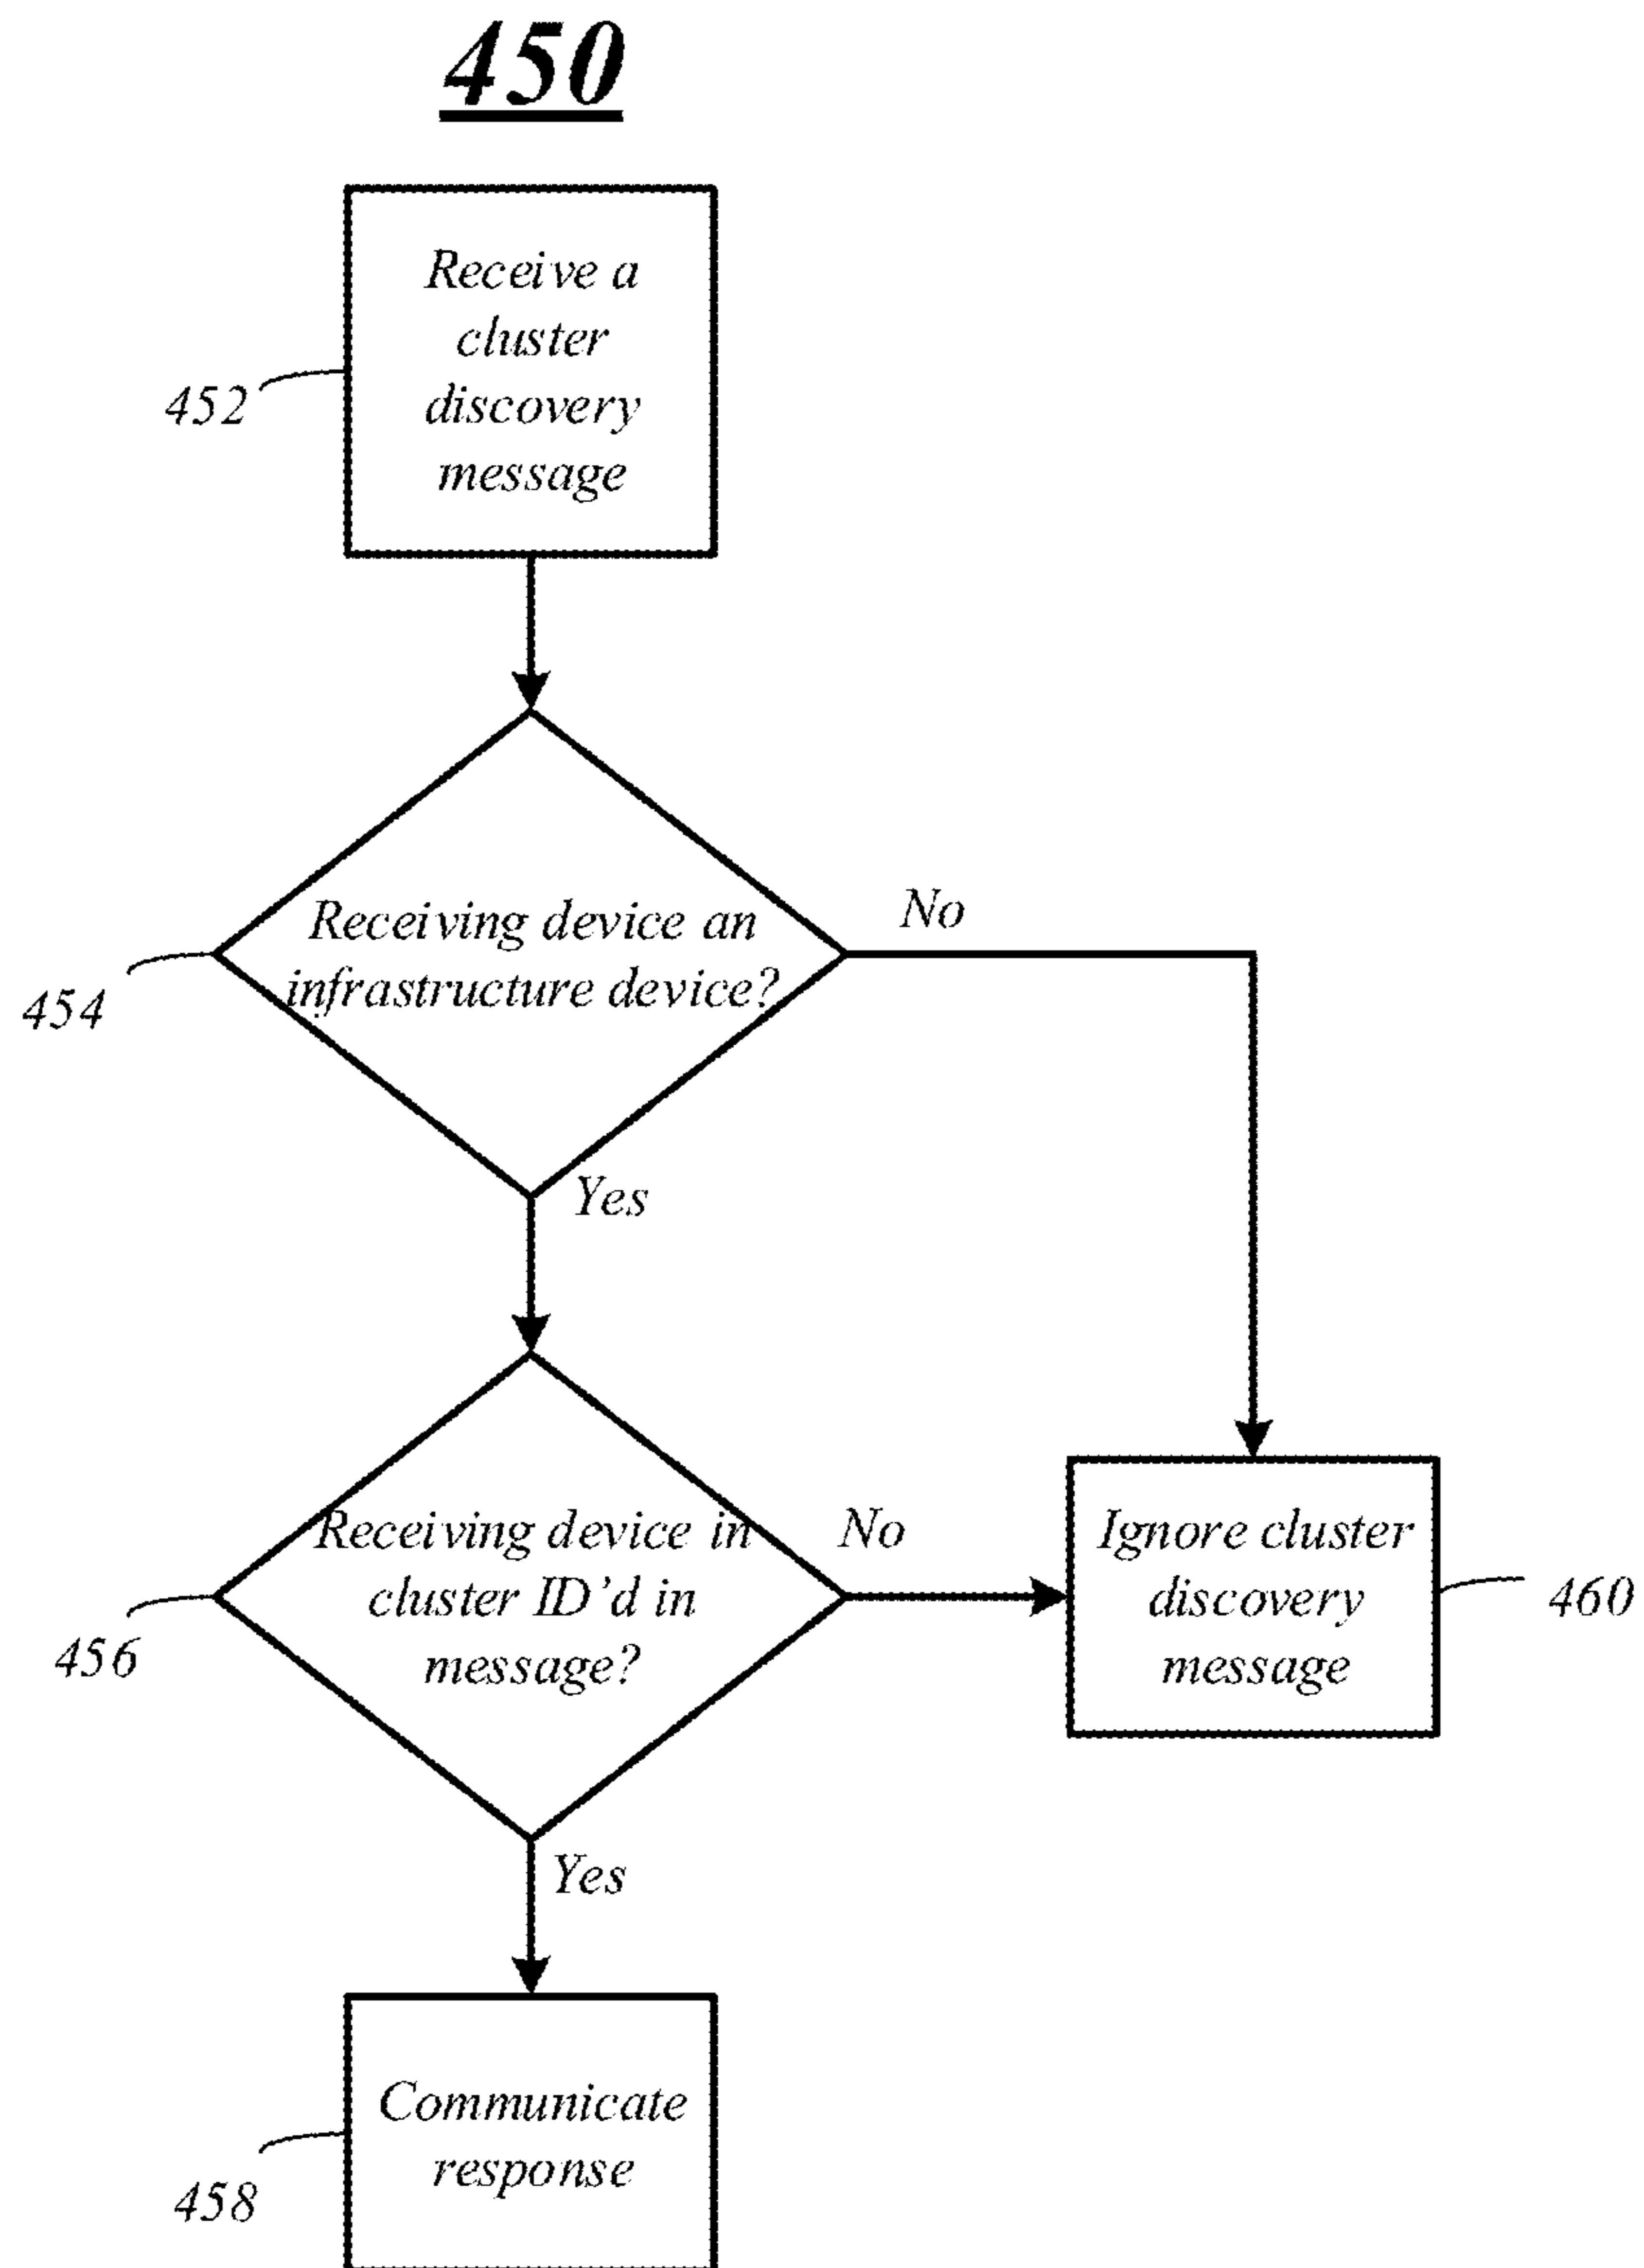 450
Receive a
cluster
discovery
message
452
Receiving device an
infrastructure device?
No
454
Yes
Receiving device in
cluster ID’d in
message?
No
456
Ignore cluster
discovery
message
460
Yes
Communicate
response
458